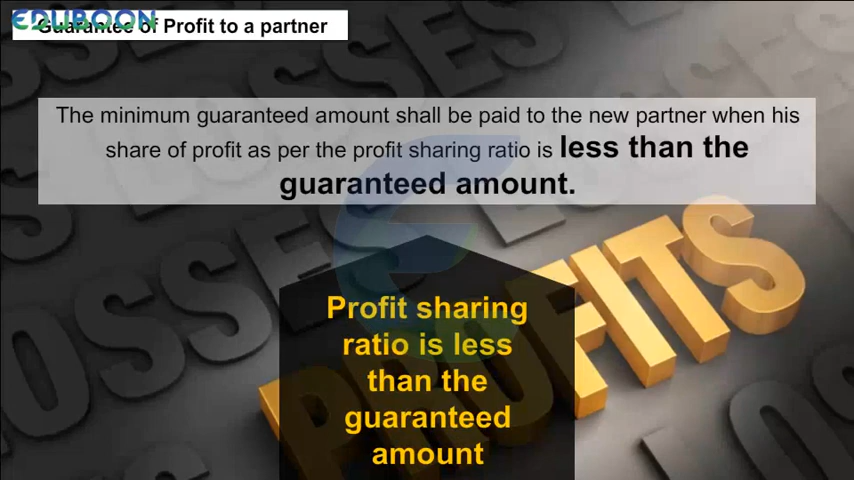 EDUBOON
Guarantee of Profit to a partner
The minimum guaranteed amount shall be paid to the new partner when his
share of profit as per the profit sharing ratio is less than the
guaranteed amount.
Profit sharing
ratio is less
than the
guaranteed
amount
LOSSES
PROFITS